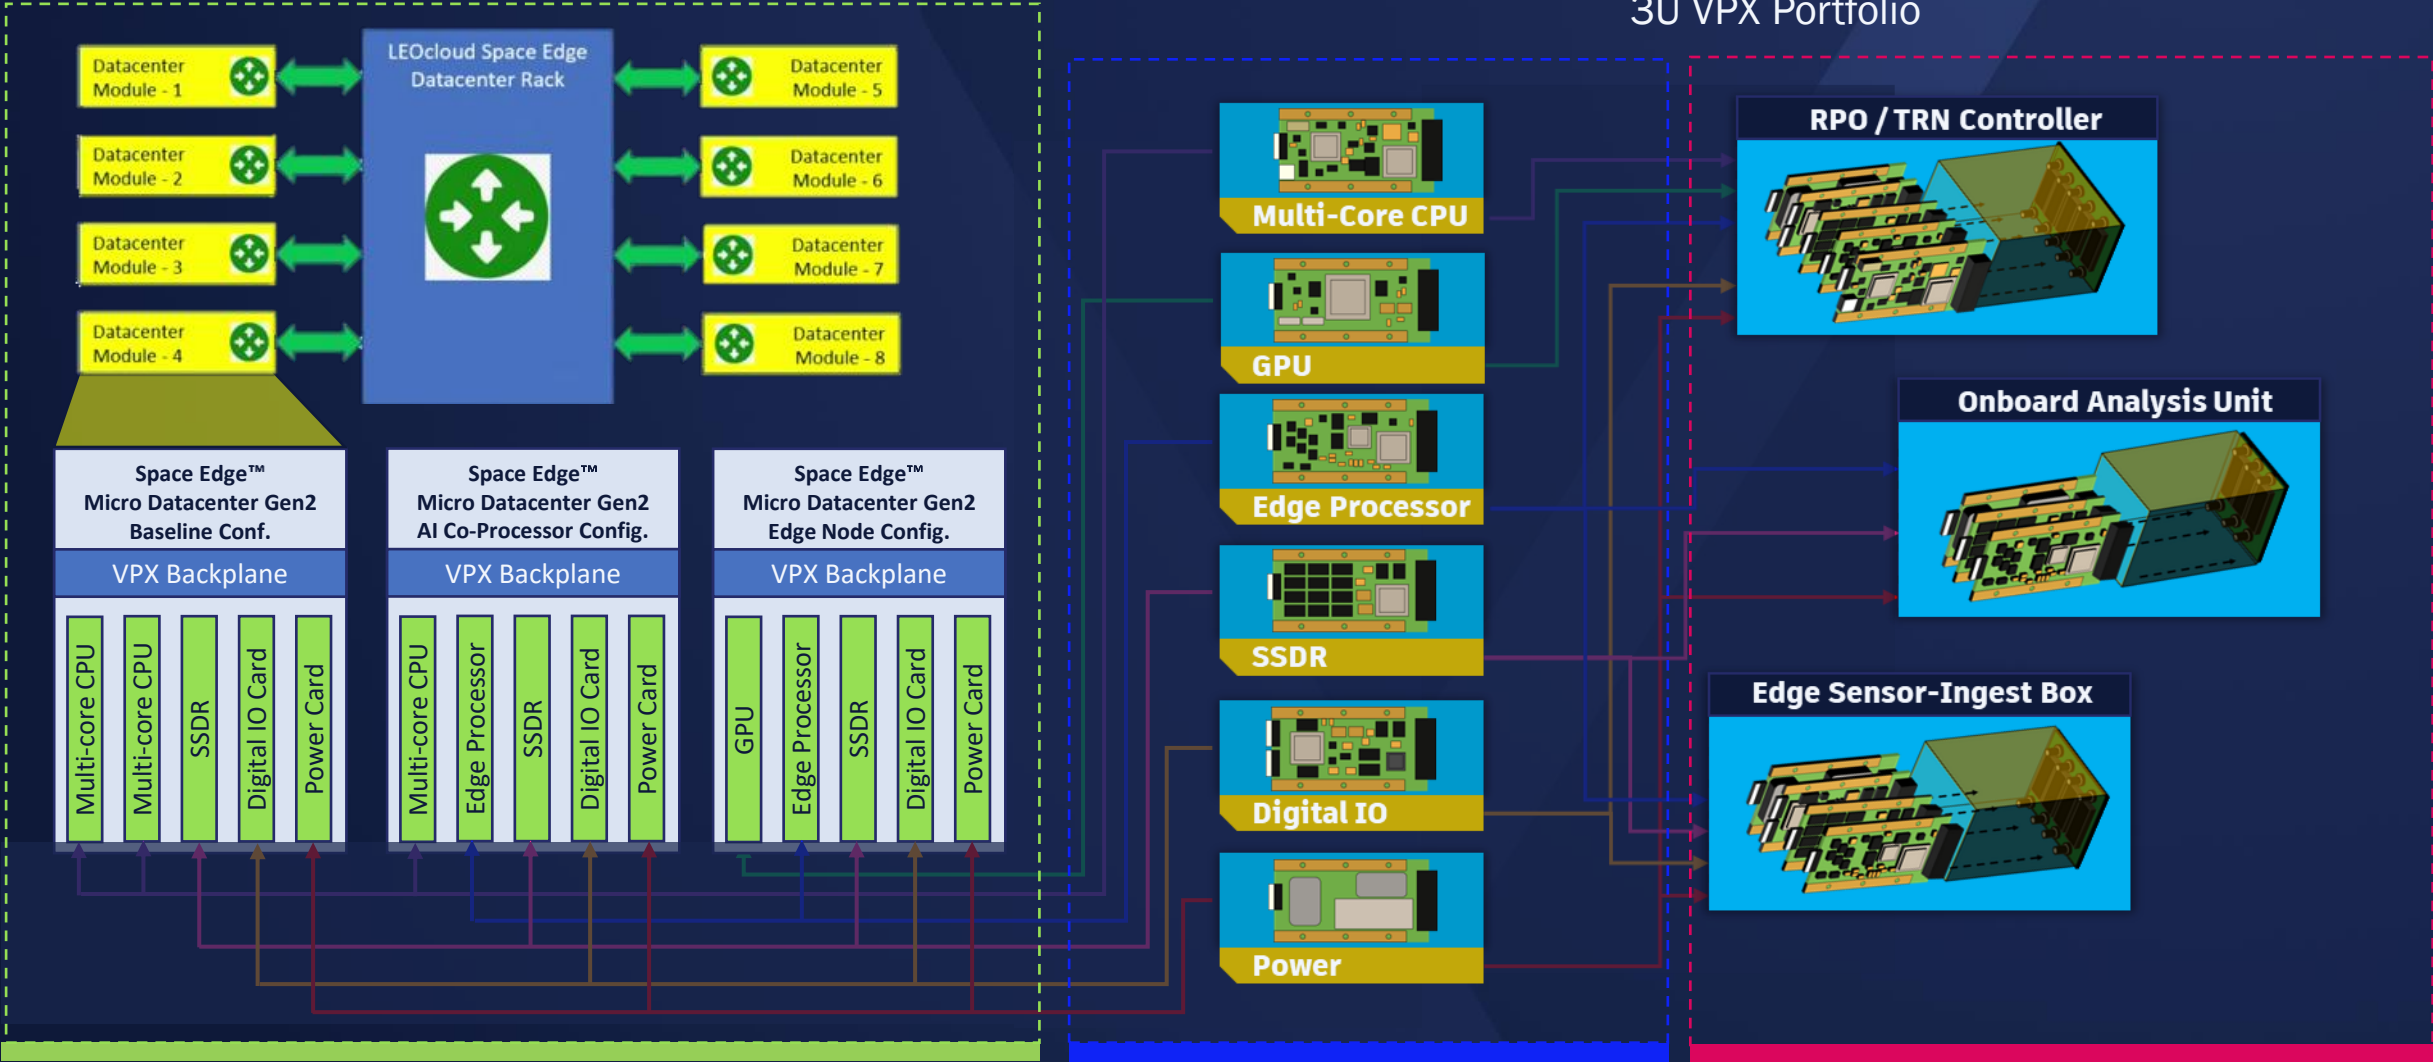 3U VPX Portfolio
LEOcloud Space Edge
Datacenter Rack
Datacenter
Module - 1
Datacenter
Module - 2
Datacenter
Module - 3
Datacenter
Module - 4
Datacenter
Module - 5
Datacenter
Module - 6
Datacenter
Module - 7
Datacenter
Module - 8
Space Edge™
Micro Datacenter Gen2
Baseline Conf.
VPX Backplane
Multi-core CPU
Multi-core CPU
SSDR
Digital IO Card
Power Card
Space Edge™
Micro Datacenter Gen2
AI Co-Processor Config.
VPX Backplane
Multi-core CPU
Edge Processor
SSDR
Digital IO Card
Power Card
Space Edge™
Micro Datacenter Gen2
Edge Node Config.
VPX Backplane
GPU
Edge Processor
SSDR
Digital IO Card
Power Card
Multi-Core CPU
GPU
Edge Processor
SSDR
Digital IO
Power
RPO / TRN Controller
Onboard Analysis Unit
Edge Sensor-Ingest Box